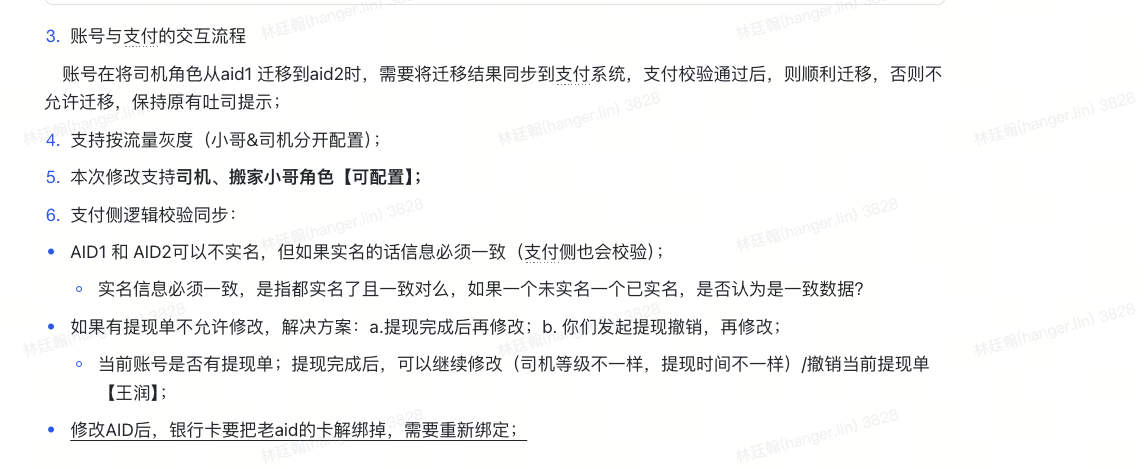 3. 账号与支付的交互流程
账号在将司机角色从aid1 迁移到aid2时，需要将迁移结果同步到支付系统，支付校验通过后，则顺利迁移，否则不
允许迁移，保持原有吐司提示；
4. 支持按流量灰度（小哥&司机分开配置）；
5. 本次修改支持司机、搬家小哥角色【可配置】；
6. 支付侧逻辑校验同步：
• AID1 和 AID2可以不实名，但如果实名的话信息必须一致（支付侧也会校验）；
◦ 实名信息必须一致，是指都实名了且一致对么，如果一个未实名一个已实名，是否认为是一致数据？
• 如果有提现单不允许修改，解决方案：a.提现完成后再修改；b. 你们发起提现撤销，再修改；
◦ 当前账号是否有提现单；提现完成后，可以继续修改（司机等级不一样，提现时间不一样）/撤销当前提现单
【王润】；
• 修改AID后，银行卡要把老aid的卡解绑掉，需要重新绑定；
林廷翰(hanger.lin) 3828